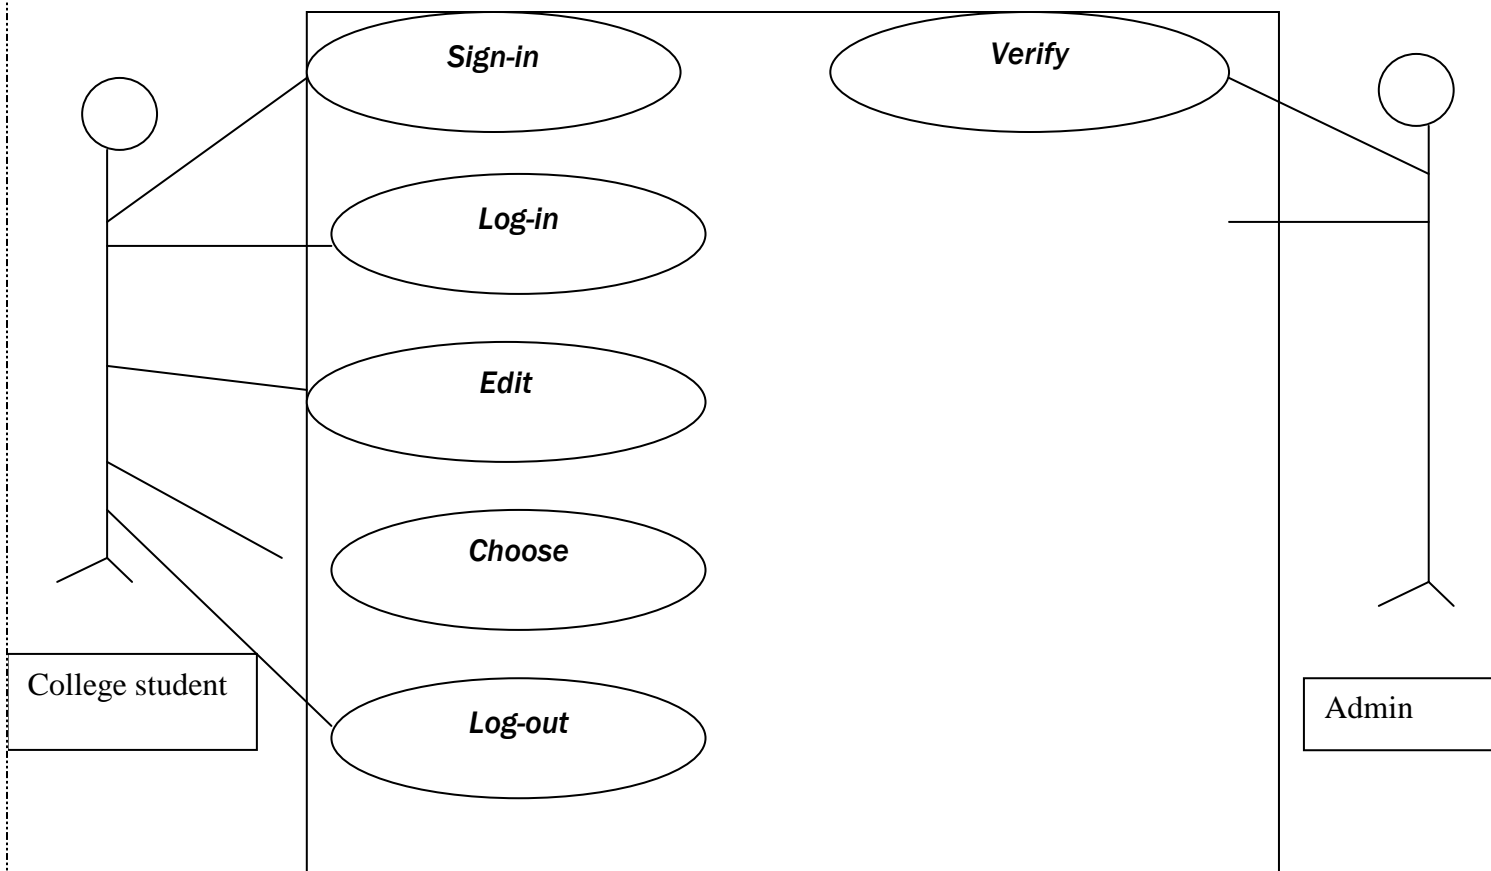 Sign-in
Verify
Log-in
Edit
Choose
College student
Admin
Log-out